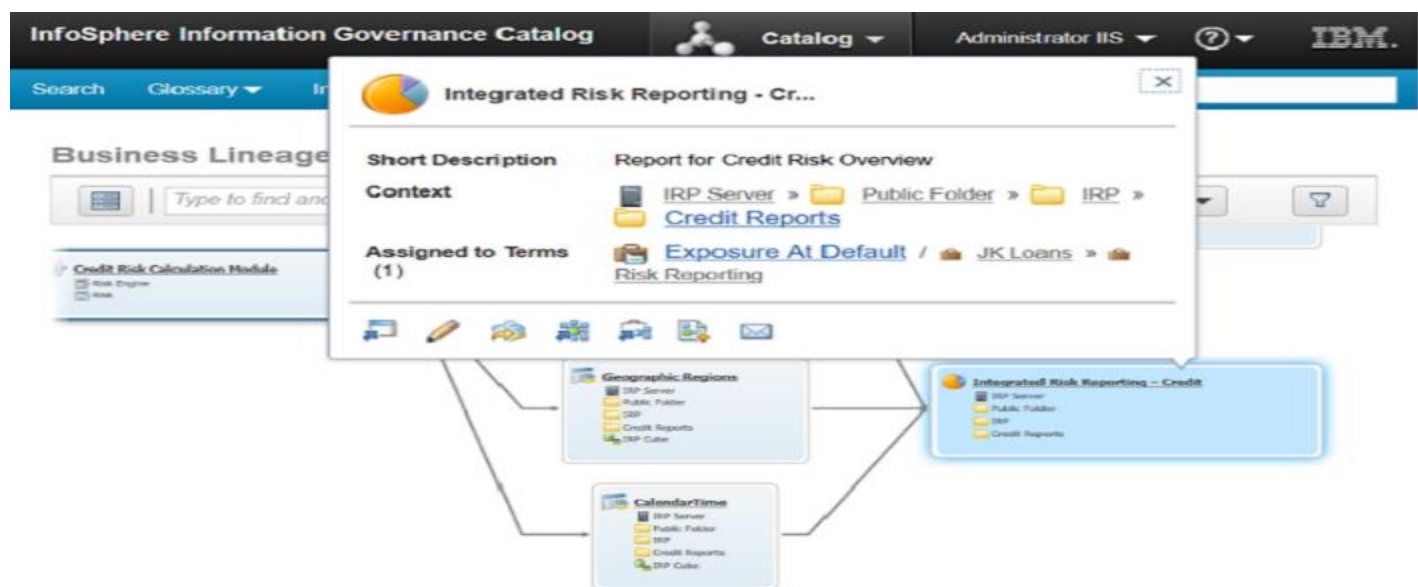 InfoSphere Information Governance Catalog
Catalog
Administrator IIS
?
IBM.
Search
Glossary
Integrated Risk Reporting - Cr...
Business Lineage
Type to find and
Short Description
Report for Credit Risk Overview
Context
IRP Server » Public Folder » IRP »
Credit Reports
Assigned to Terms
(1)
Exposure At Default / JK Loans »
Risk Reporting
Credit Risk Calculation Module
Risk Engine
Risk
Geographic Regions
IRP Server
Public Folder
IRP
Credit Reports
IRP Cube
Integrated Risk Reporting – Credit
IRP Server
Public Folder
IRP
Credit Reports
CalendarTime
IRP Server
Public Folder
IRP
Credit Reports
IRP Cube